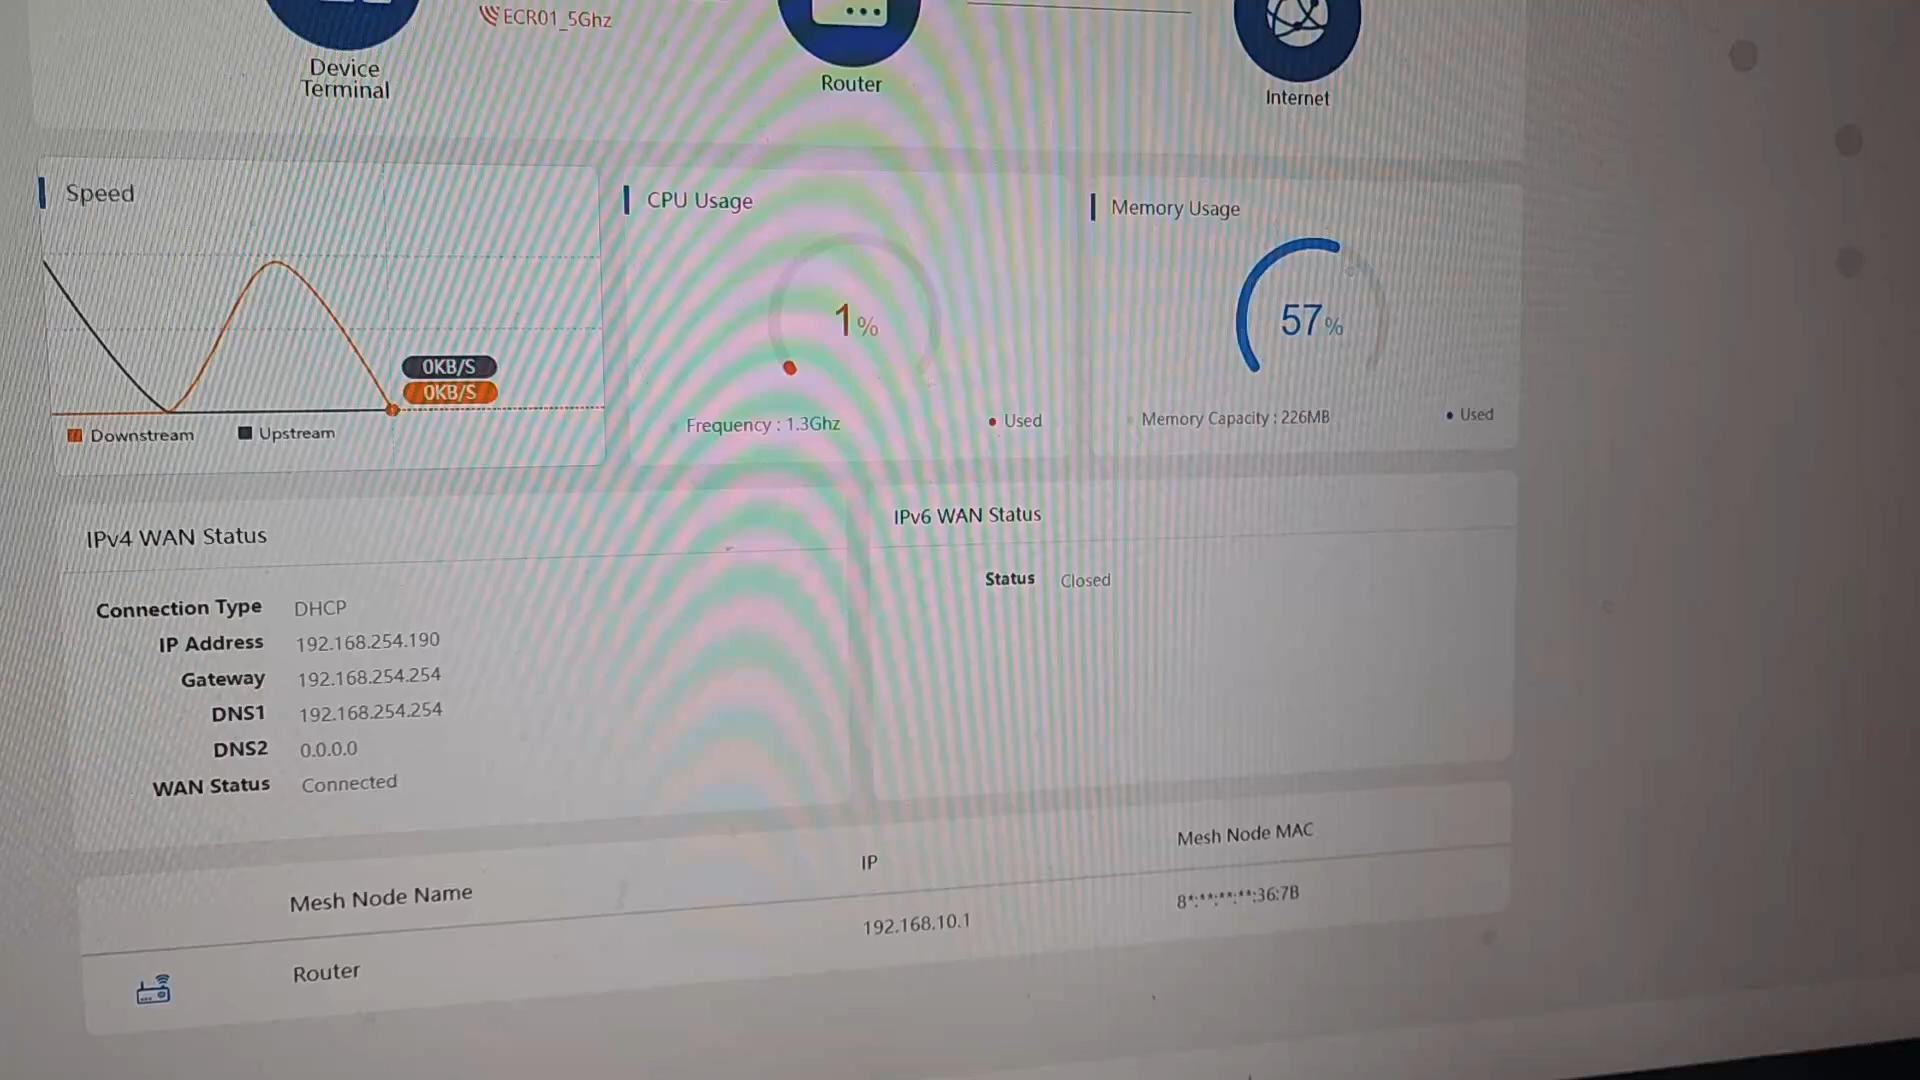 ECR01_5Ghz
Device
Terminal
Router
Internet
Speed
0KB/S
0KB/S
Downstream
Upstream
CPU Usage
1%
Frequency : 1.3Ghz
Used
Memory Usage
57%
Memory Capacity : 226MB
Used
IPv4 WAN Status
Connection Type DHCP
IP Address 192.168.254.190
Gateway 192.168.254.254
DNS1 192.168.254.254
DNS2 0.0.0.0
WAN Status Connected
IPv6 WAN Status
Status Closed
Mesh Node Name IP Mesh Node MAC
Router 192.168.10.1 8*:**:**:**:36:7B